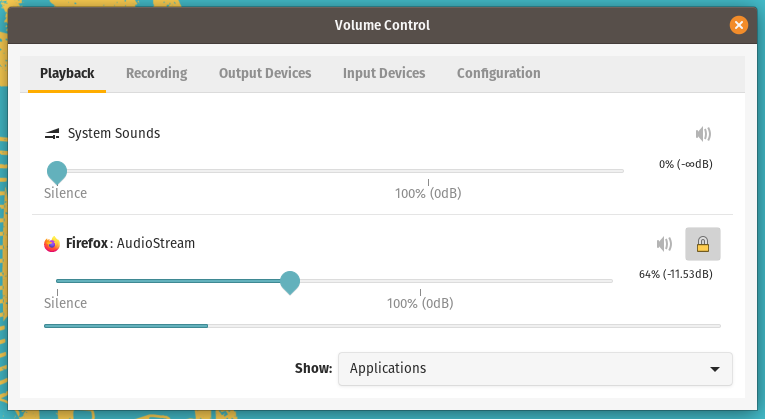 Volume Control
Playback Recording Output Devices Input Devices Configuration
System Sounds
0% (-∞dB)
Silence 100% (0dB)
Firefox: AudioStream
64% (-11.53dB)
Silence 100% (0dB)
Show: Applications